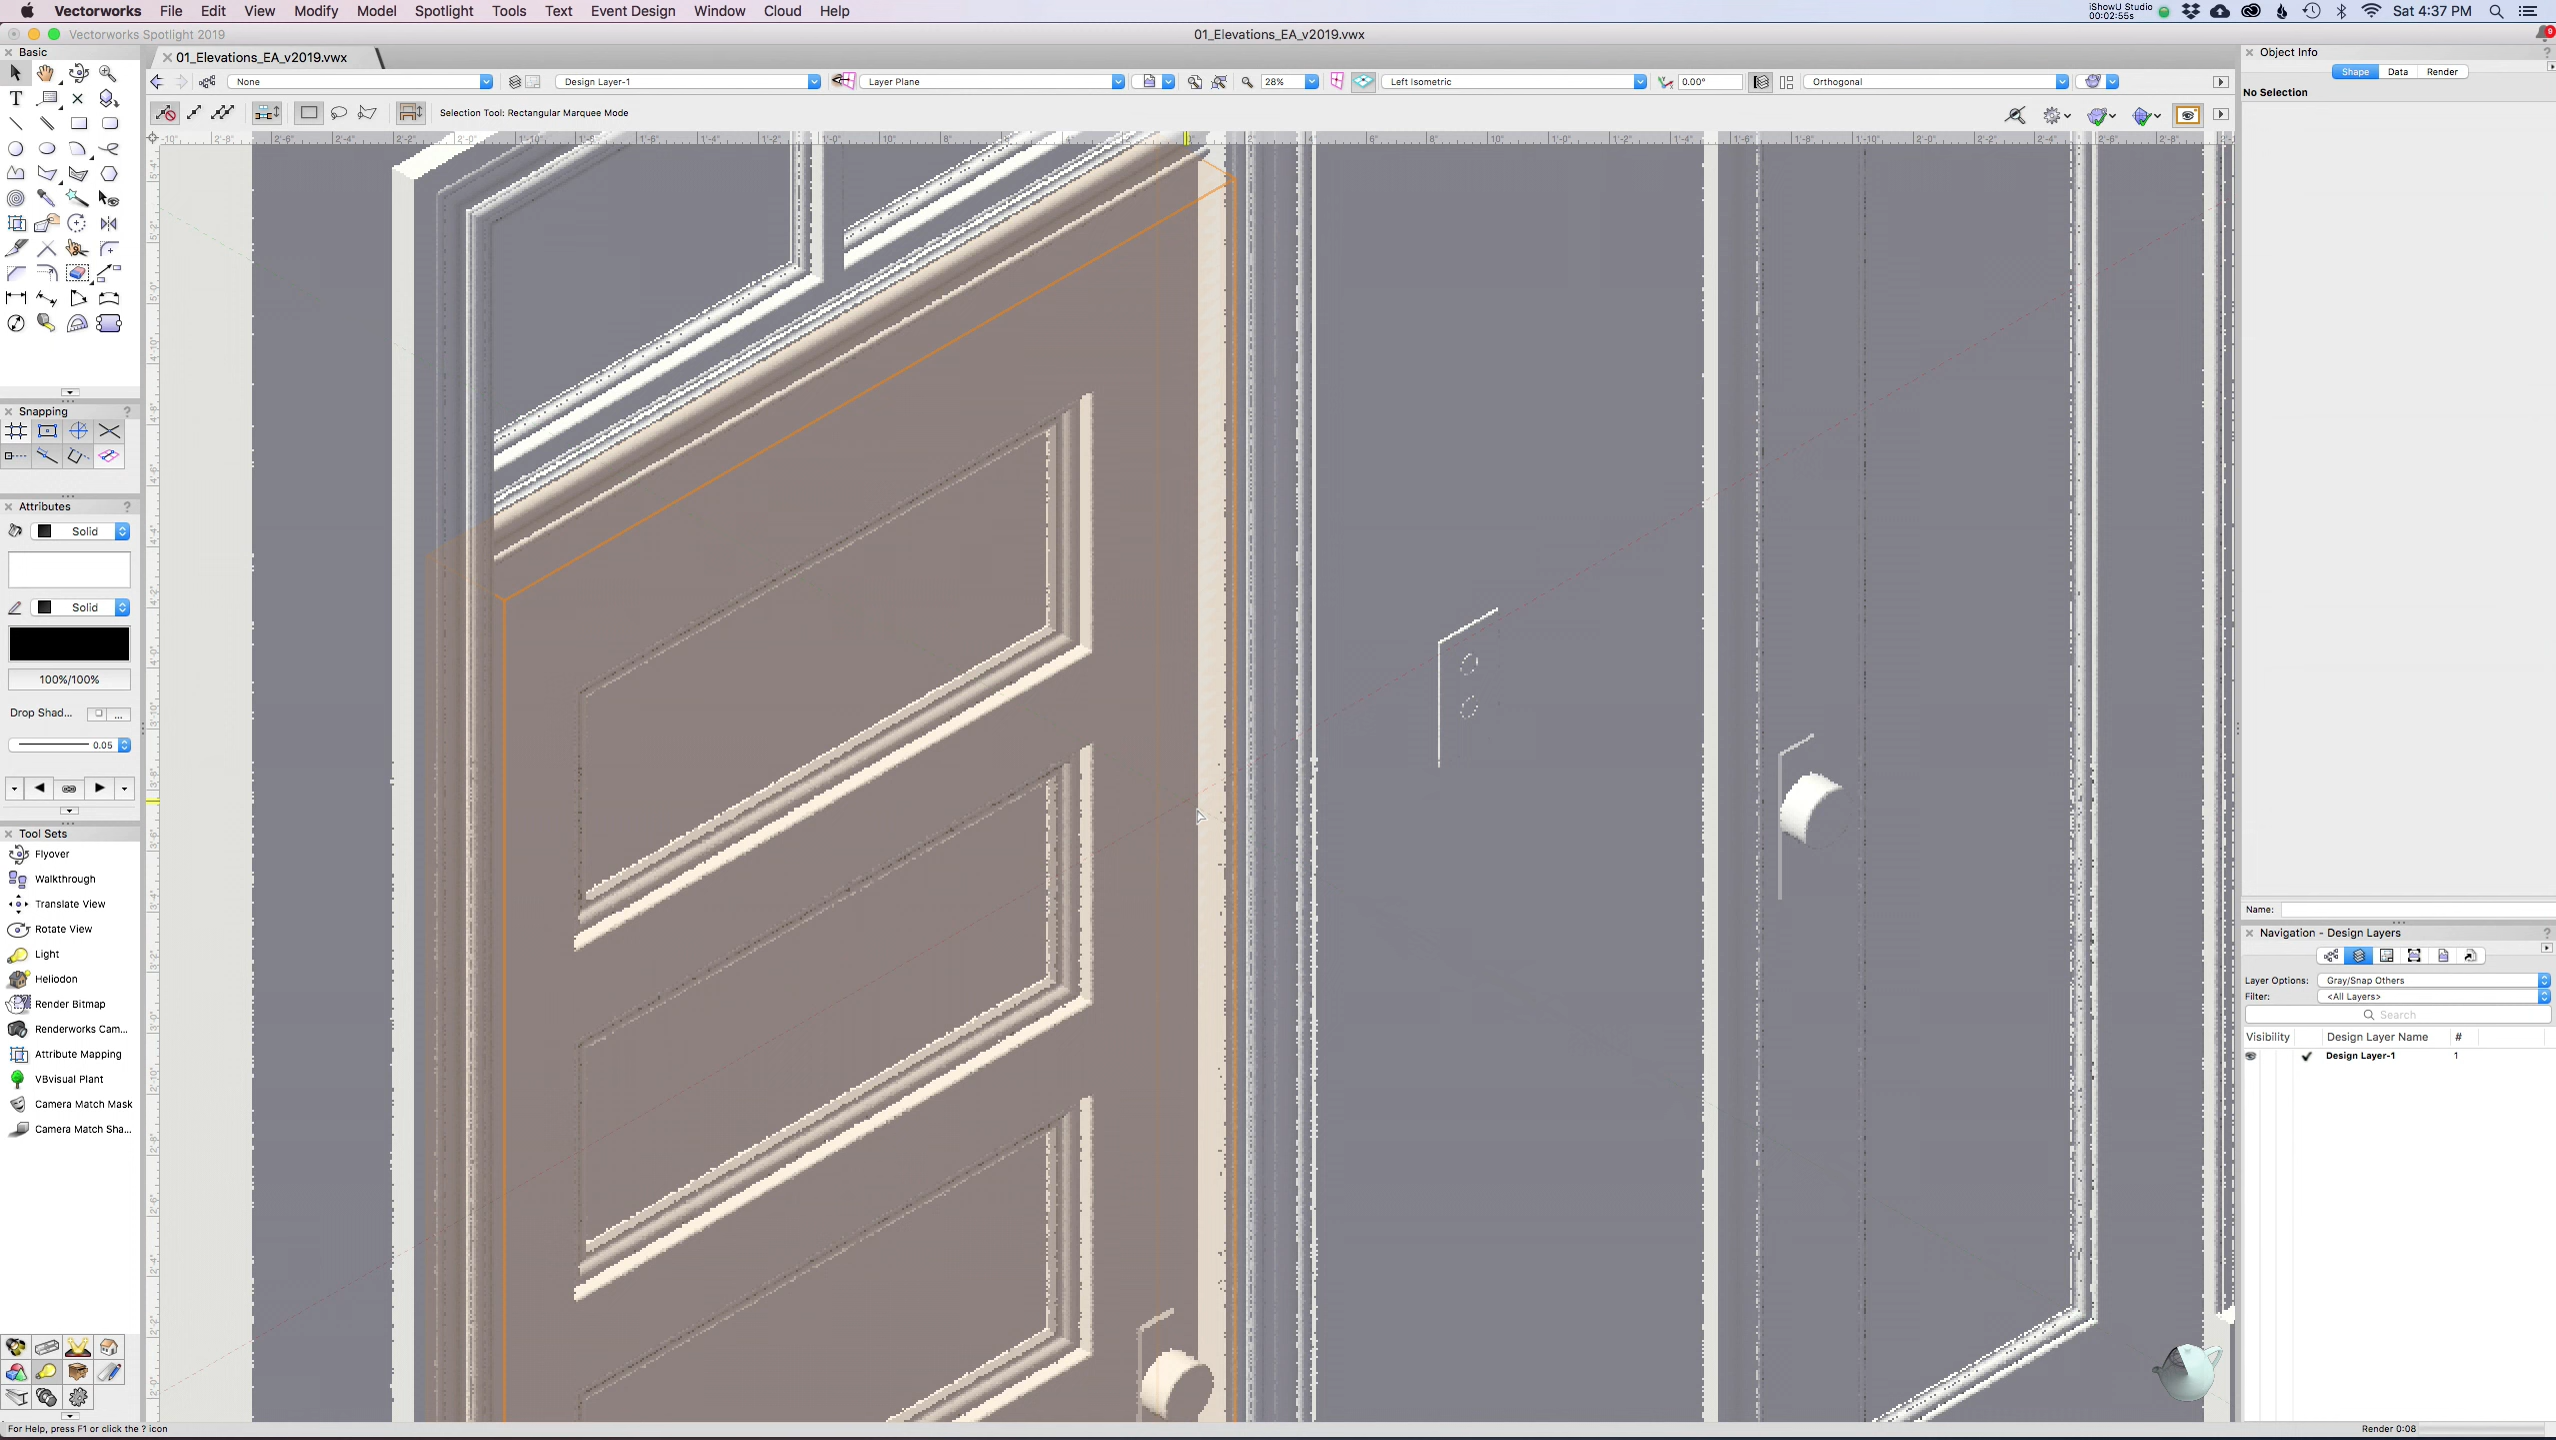 Vectorworks File Edit View Modify Model Spotlight Tools Text Event Design Window Cloud Help
iShowU Studio
00:02:55s
Sat 4:37 PM
Vectorworks Spotlight 2019
01_Elevations_EA_v2019.vwx
9
Basic
01_Elevations_EA_v2019.vwx
Object Info
None
Design Layer-1
Layer Plane
28%
Left Isometric
0.00°
Orthogonal
Shape Data Render
No Selection
Selection Tool: Rectangular Marquee Mode
Snapping
Attributes
Solid
Solid
100%/100%
Drop Shad...
0.05
Tool Sets
Flyover
Walkthrough
Translate View
Rotate View
Light
Heliodon
Render Bitmap
Renderworks Cam...
Attribute Mapping
VBvisual Plant
Camera Match Mask
Camera Match Sha...
Name:
Navigation - Design Layers
Layer Options: Gray/Snap Others
Filter: <All Layers>
Search
Visibility Design Layer Name #
Design Layer-1 1
For Help, press F1 or click the ? icon
Render 0:08